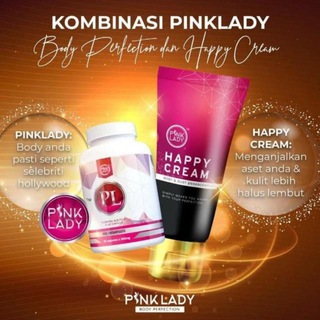 KOMBINASI PINKLADY
Body Perfection dan Happy Cream
PINKLADY:
Body anda
pasti seperti
selebriti
hollywood
PINK
LADY
PL
PINK
LADY
HAPPY
CREAM
HAPPY
CREAM:
Menganjalkan
aset anda &
kulit lebih
halus lembut
PINKLADY
BODY PERFECTION